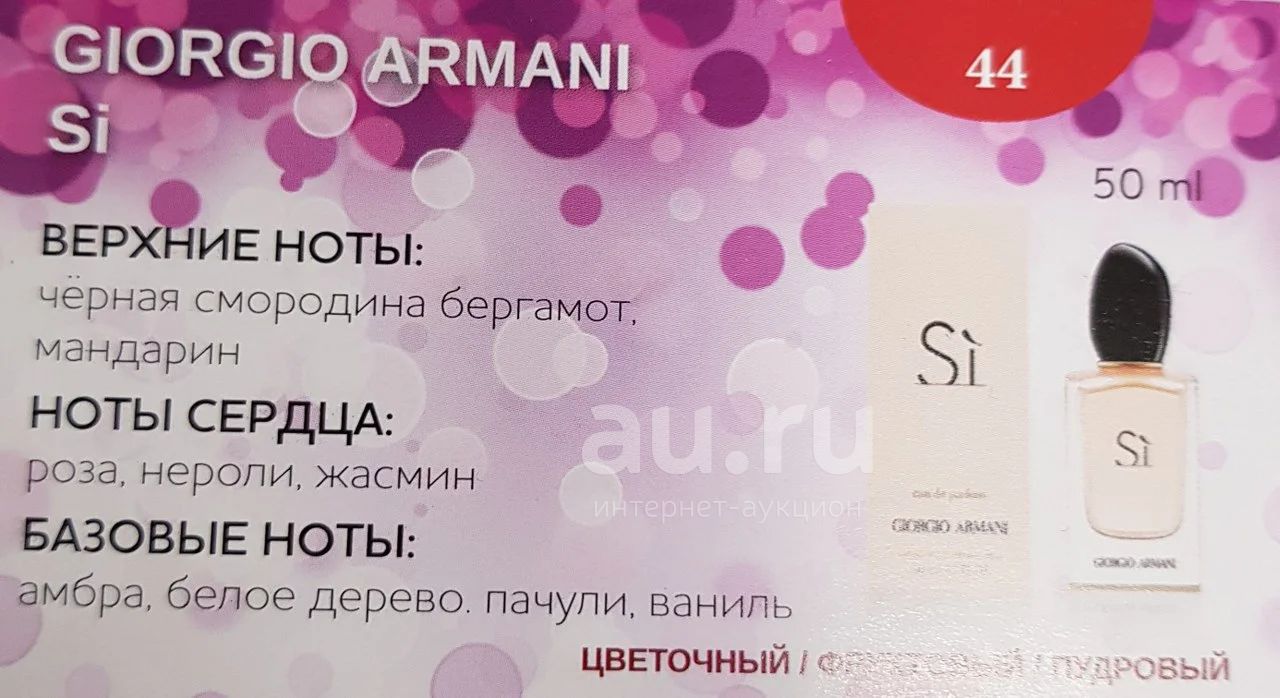 GIORGIO ARMANI
Si
44
50 ml
ВЕРХНИЕ НОТЫ:
чёрная смородина бергамот,
мандарин
НОТЫ СЕРДЦА:
роза, нероли, жасмин
БАЗОВЫЕ НОТЫ:
амбра, белое дерево. пачули, ваниль
ЦВЕТОЧНЫЙ / ФРУКТОВЫЙ / ПУДРОВЫЙ
Sì
eau de parfum
GIORGIO ARMANI
Sì
GIORGIO ARMANI
au.ru
интернет-аукцион